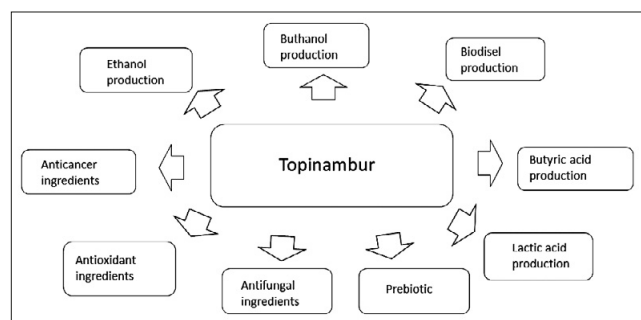 Buthanol
production
Ethanol
production
Biodisel
production
Anticancer
ingredients
Topinambur
Butyric acid
production
Antioxidant
ingredients
Antifungal
ingredients
Prebiotic
Lactic acid
production